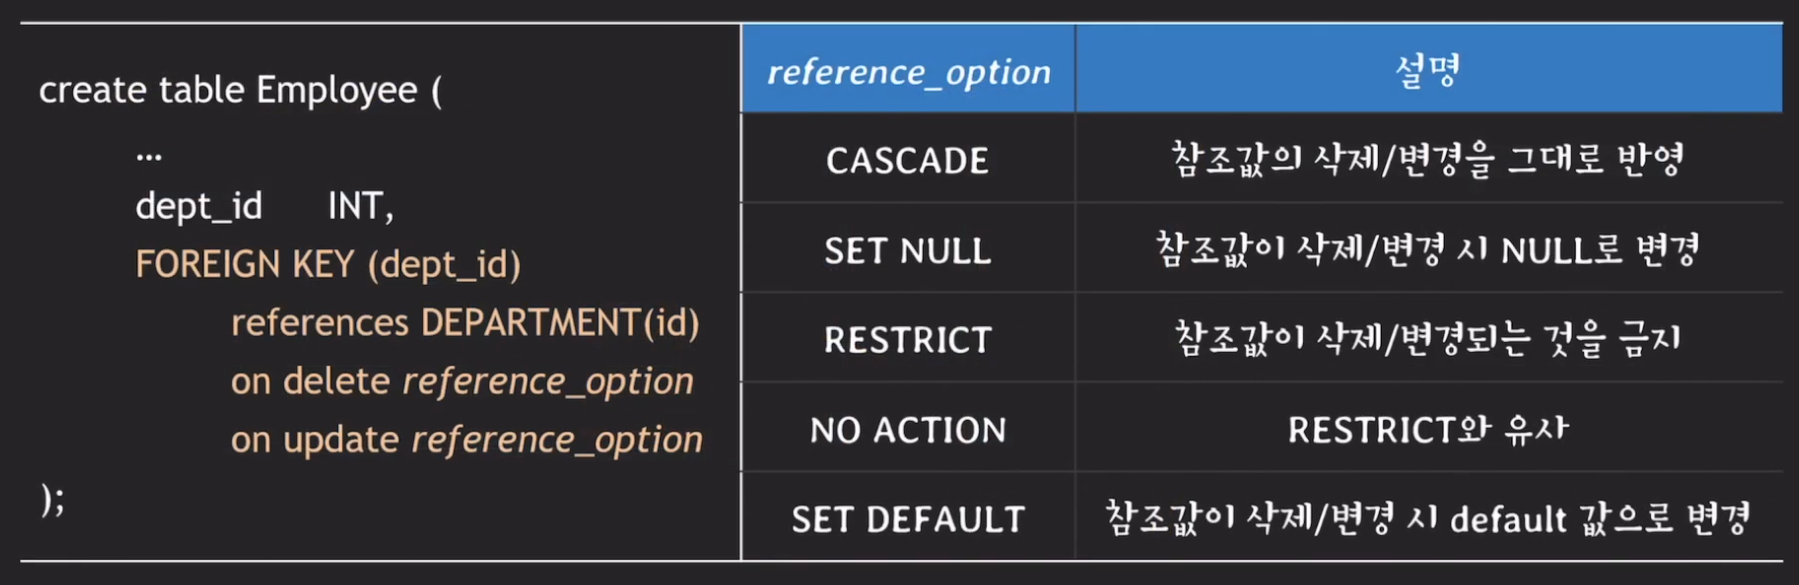 create table Employee (
...
dept_id INT,
FOREIGN KEY (dept_id)
references DEPARTMENT(id)
on delete reference_option
on update reference_option
);
reference_option 설명
CASCADE 참조값의 삭제/변경을 그대로 반영
SET NULL 참조값이 삭제/변경 시 NULL로 변경
RESTRICT 참조값이 삭제/변경되는 것을 금지
NO ACTION RESTRICT와 유사
SET DEFAULT 참조값이 삭제/변경 시 default 값으로 변경